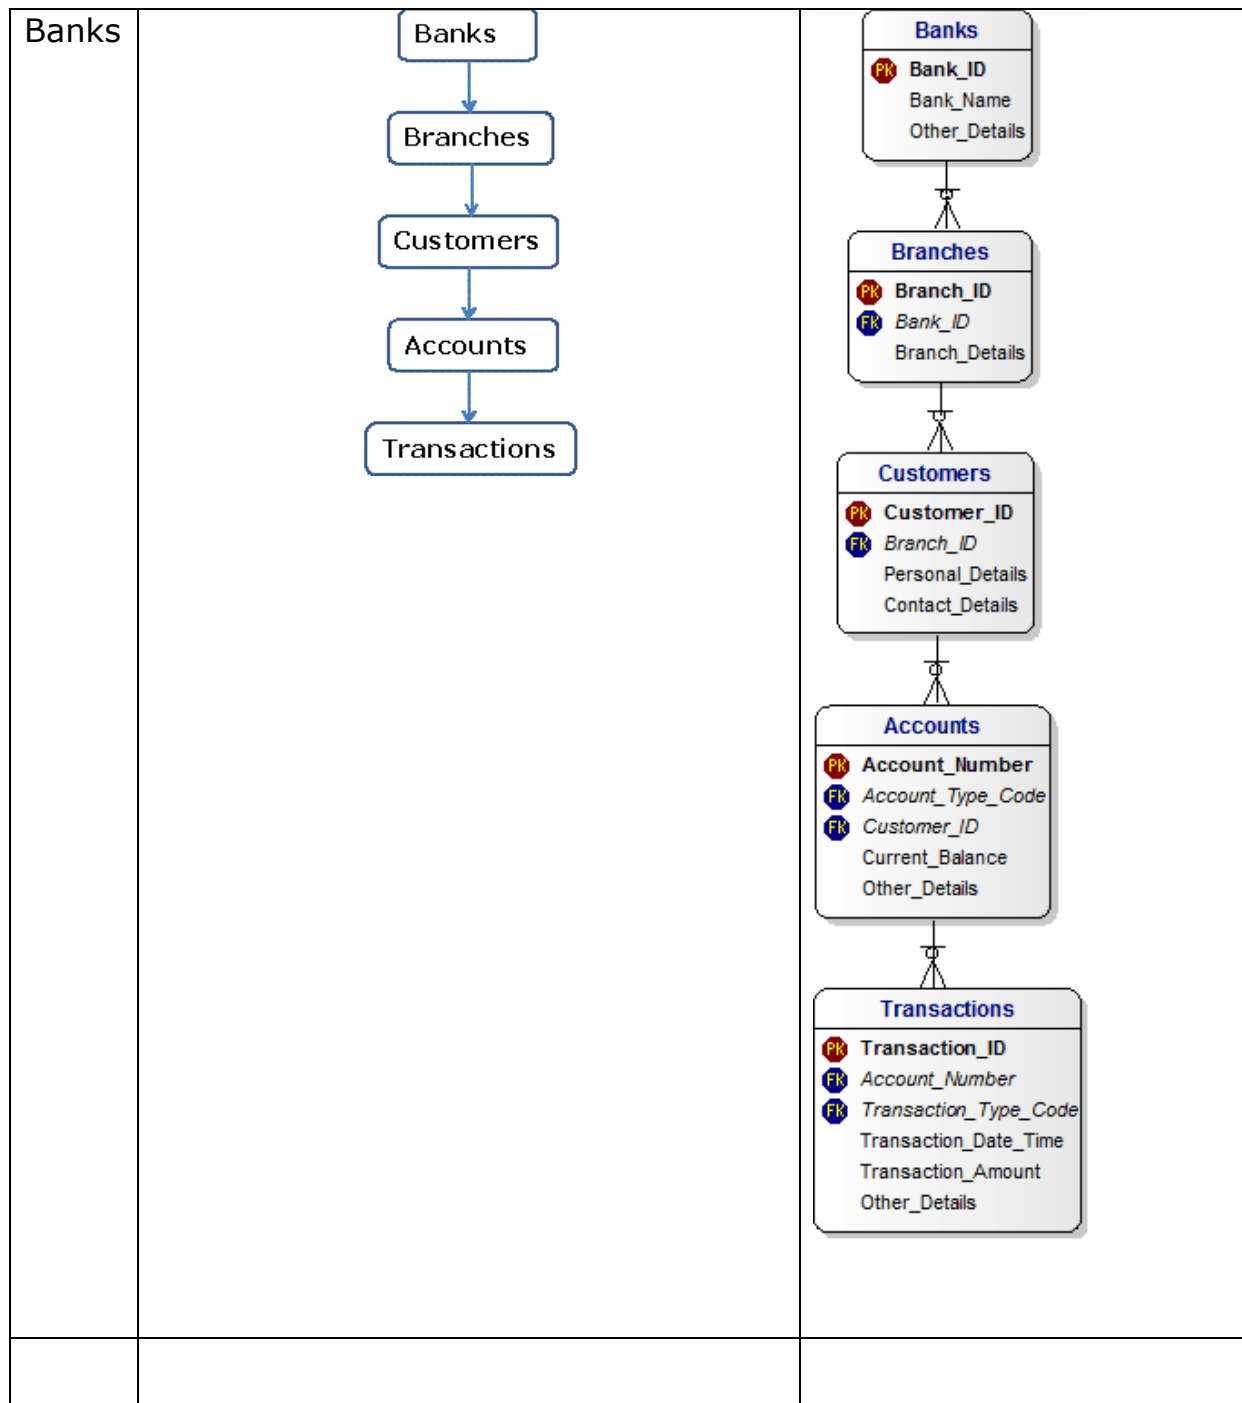 Banks
Banks
Branches
Customers
Accounts
Transactions
Banks
PK Bank_ID
Bank_Name
Other_Details
Branches
PK Branch_ID
FK Bank_ID
Branch_Details
Customers
PK Customer_ID
FK Branch_ID
Personal_Details
Contact_Details
Accounts
PK Account_Number
FK Account_Type_Code
FK Customer_ID
Current_Balance
Other_Details
Transactions
PK Transaction_ID
FK Account_Number
FK Transaction_Type_Code
Transaction_Date_Time
Transaction_Amount
Other_Details